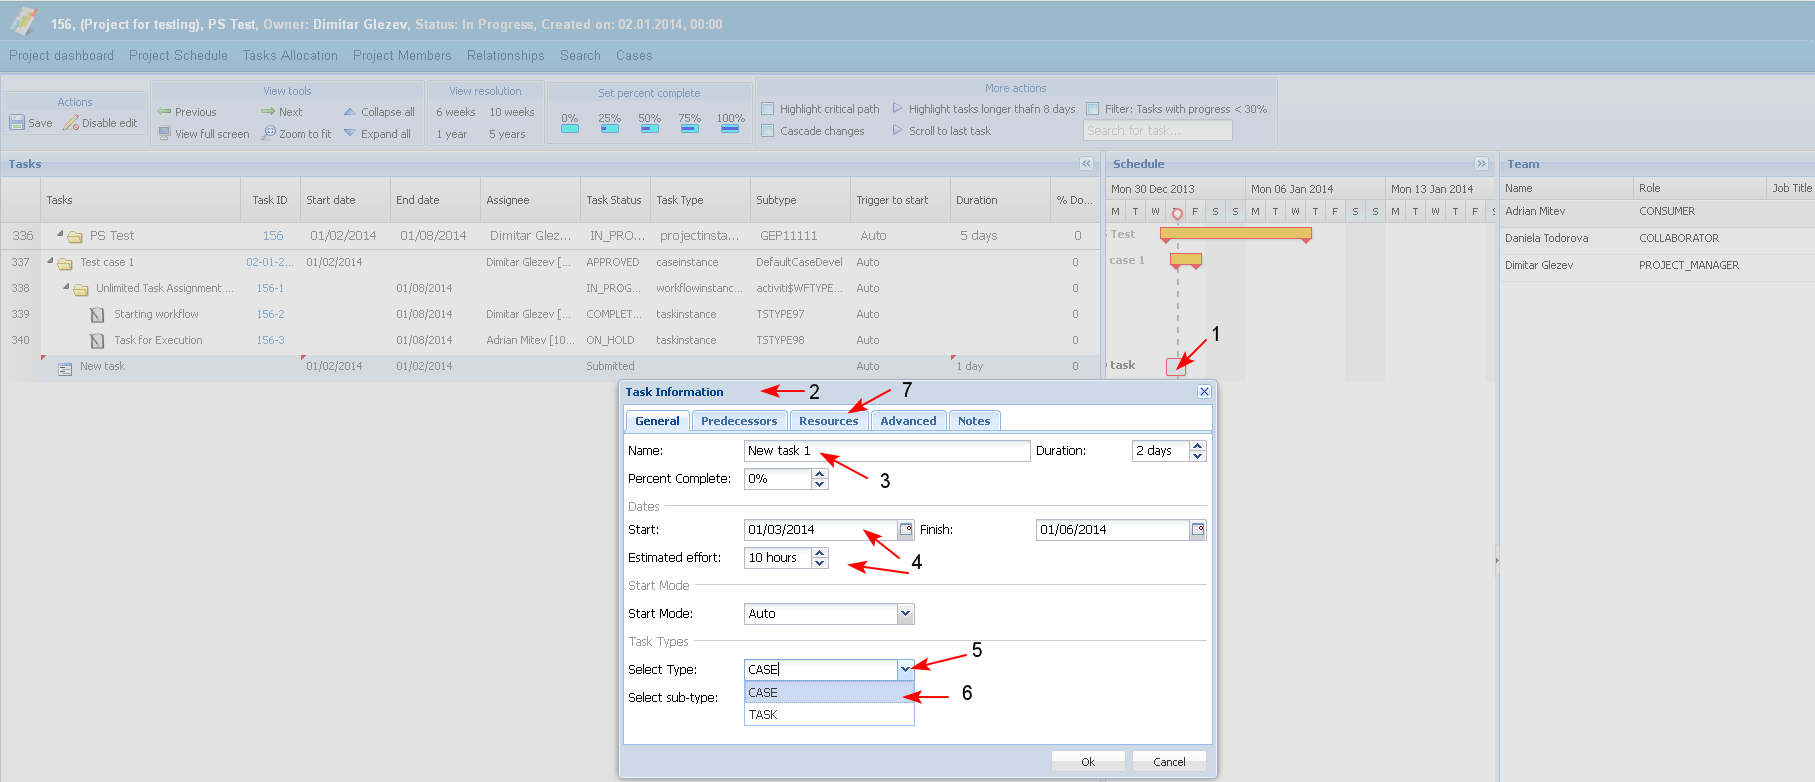 156, (Project for testing), PS Test, Owner: Dimitar Glezev, Status: In Progress, Created on: 02.01.2014, 00:00
Project dashboard Project Schedule Tasks Allocation Project Members Relationships Search Cases
Actions
Save Disable edit
View tools
Previous Next Collapse all
View full screen Zoom to fit Expand all
View resolution
6 weeks 10 weeks
1 year 5 years
Set percent complete
0% 25% 50% 75% 100%
More actions
Highlight critical path Highlight tasks longer thafn 8 days Filter: Tasks with progress < 30%
Cascade changes Scroll to last task Search for task...
Tasks
Tasks Task ID Start date End date Assignee Task Status Task Type Subtype Trigger to start Duration % Do...
336 PS Test 156 01/02/2014 01/08/2014 Dimitar Glez... IN_PRO... projectinsta... GEP11111 Auto 5 days 0
337 Test case 1 02-01-2... 01/02/2014 Dimitar Glezev [... APPROVED caseinstance DefaultCaseDevel Auto 0
338 Unlimited Task Assignment ... 156-1 01/08/2014 IN_PROG... workflowinstanc... activiti$WFTYPE... Auto 0
339 Starting workflow 156-2 01/08/2014 Dimitar Glezev [... COMPLET... taskinstance TSTYPE97 Auto 0
340 Task for Execution 156-3 01/08/2014 Adrian Mitev [10... ON_HOLD taskinstance TSTYPE98 Auto 0
New task 01/02/2014 01/02/2014 Submitted Auto 1 day 0
Schedule
Mon 30 Dec 2013 Mon 06 Jan 2014 Mon 13 Jan 2014
M T W F S S M T W T F S S M T W T F S
Test
case 1
task
1
Team
Name Role Job Title
Adrian Mitev CONSUMER
Daniela Todorova COLLABORATOR
Dimitar Glezev PROJECT_MANAGER
Task Information
2
7
General Predecessors Resources Advanced Notes
Name: New task 1 Duration: 2 days
3
Percent Complete: 0%
Dates
Start: 01/03/2014 Finish: 01/06/2014
4
Estimated effort: 10 hours
Start Mode
Start Mode: Auto
Task Types
5
Select Type: CASE
Select sub-type:
CASE
6
TASK
Ok Cancel